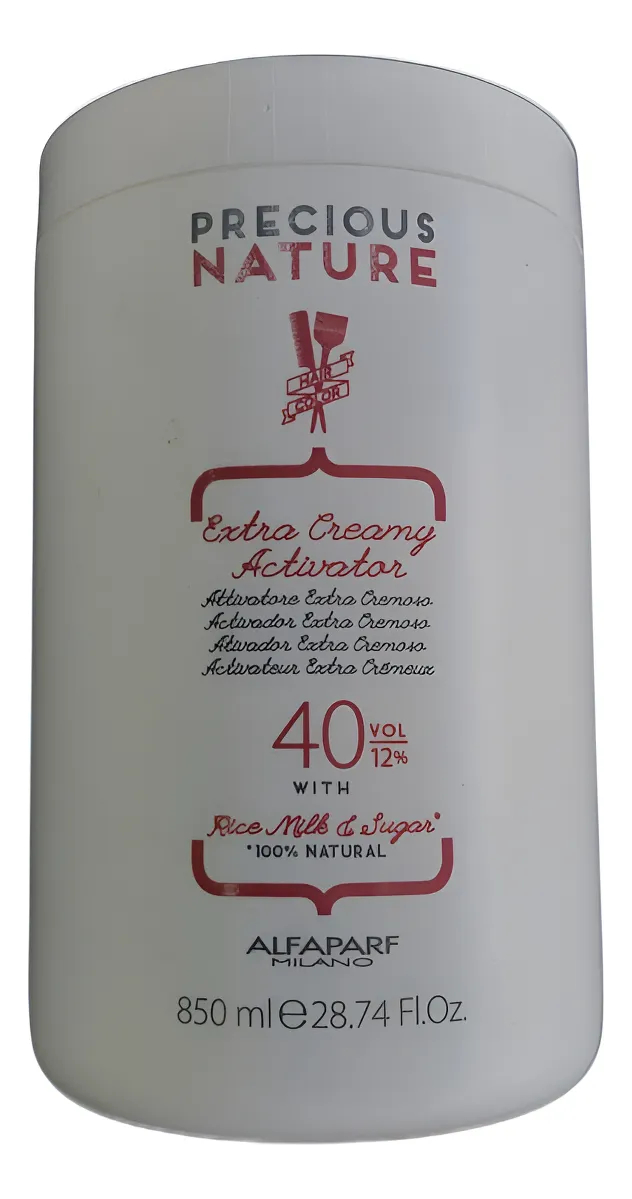 PRECIOUS
NATURE
HAIR
COLOR
Extra Creamy
Activator
Attivatore Extra Cremoso.
Activador Extra Cremoso.
Ativador Extra Cremoso.
Activateur Extra Crémeux
40 VOL
12%
WITH
Rice Milk & Sugar*
*100% NATURAL
ALFAPARF
MILANO
850 ml e 28.74 Fl.Oz.